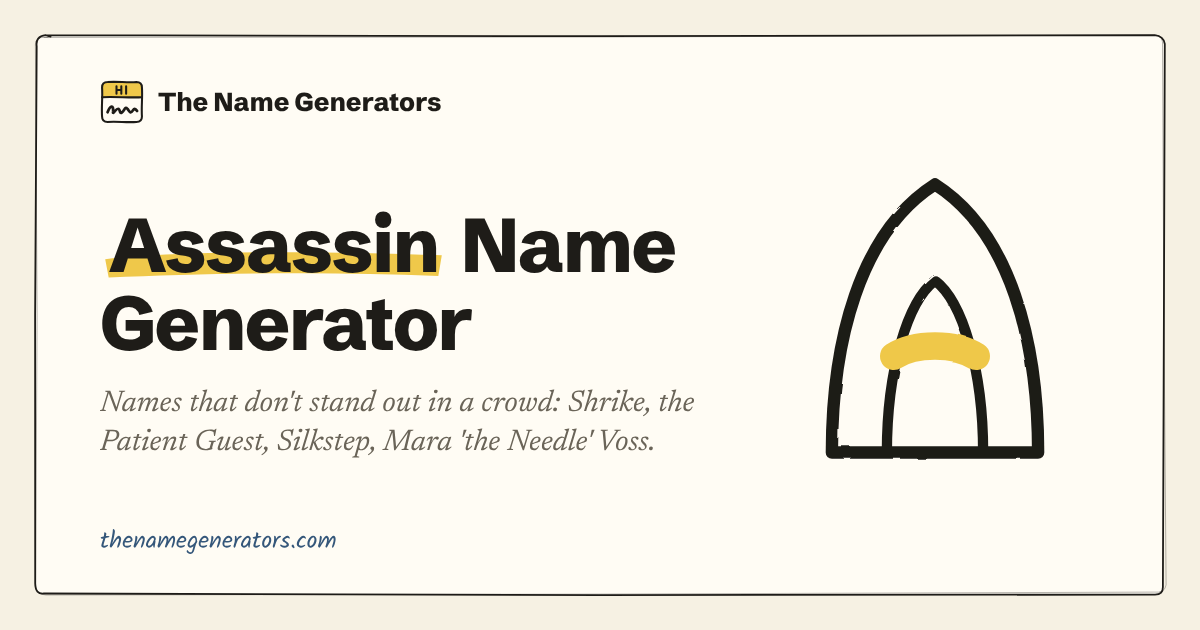 HI
The Name Generators
Assassin Name
Generator
Names that don't stand out in a crowd: Shrike, the
Patient Guest, Silkstep, Mara 'the Needle' Voss.
thenamegenerators.com